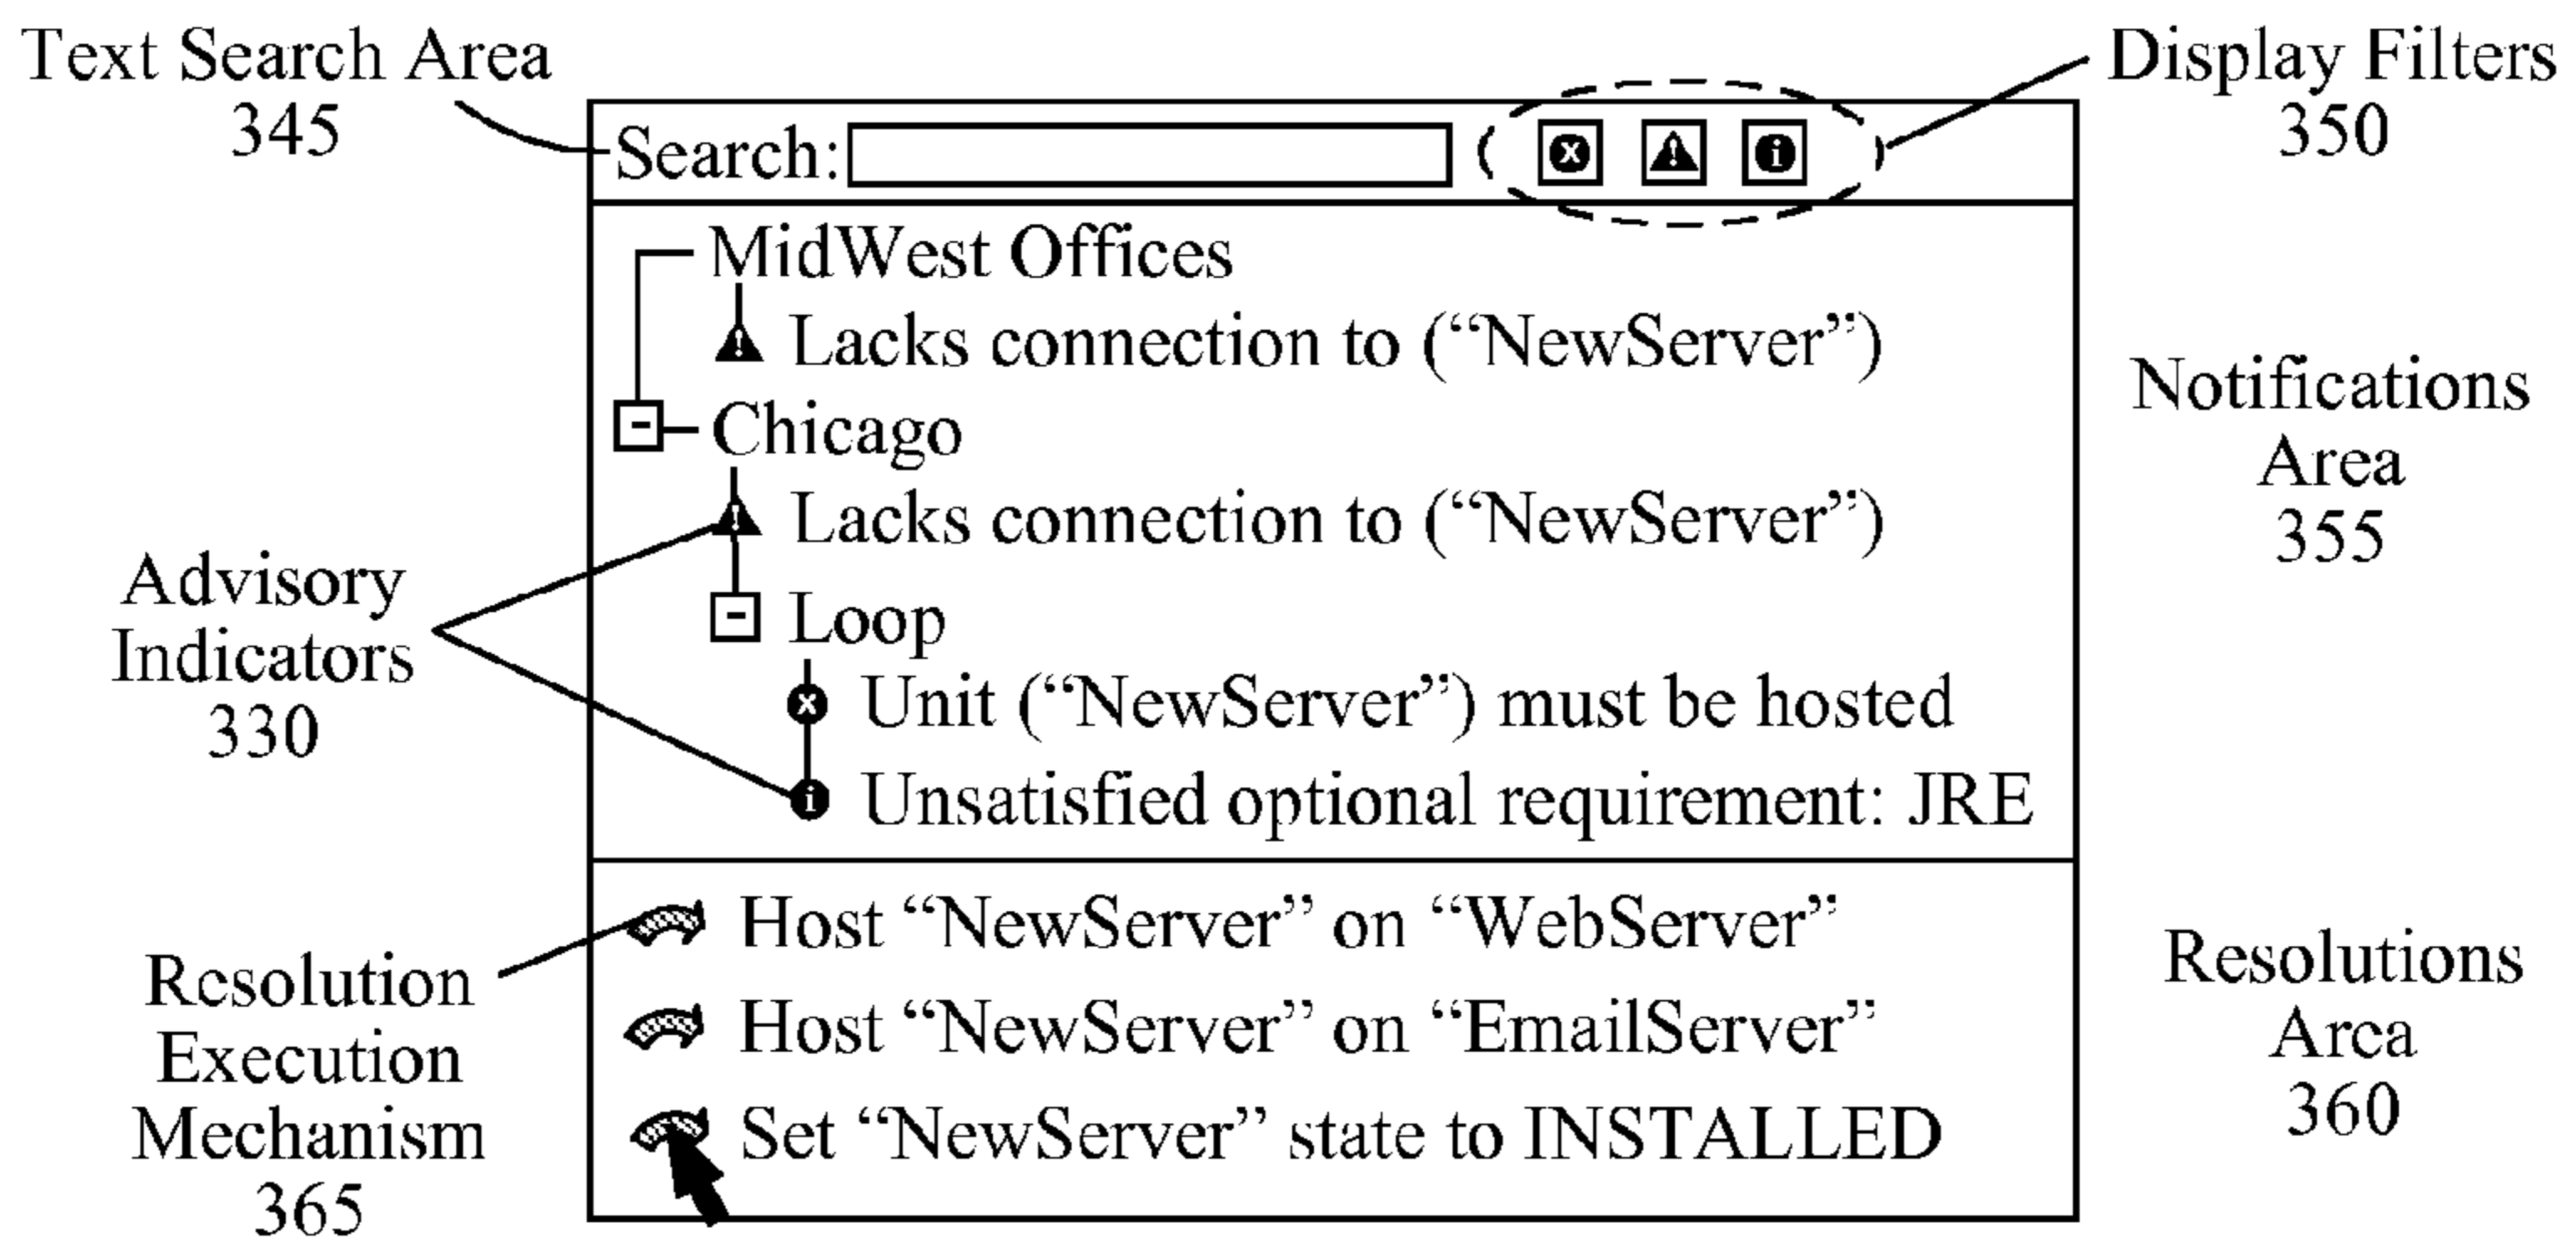 Text Search Area
345
Display Filters
350
Search:
MidWest Offices
Lacks connection to (“NewServer”)
Chicago
Lacks connection to (“NewServer”)
Loop
Unit (“NewServer”) must be hosted
Unsatisfied optional requirement: JRE
Notifications
Area
355
Advisory
Indicators
330
Host “NewServer” on “WebServer”
Host “NewServer” on “EmailServer”
Set “NewServer” state to INSTALLED
Resolution
Execution
Mechanism
365
Resolutions
Area
360